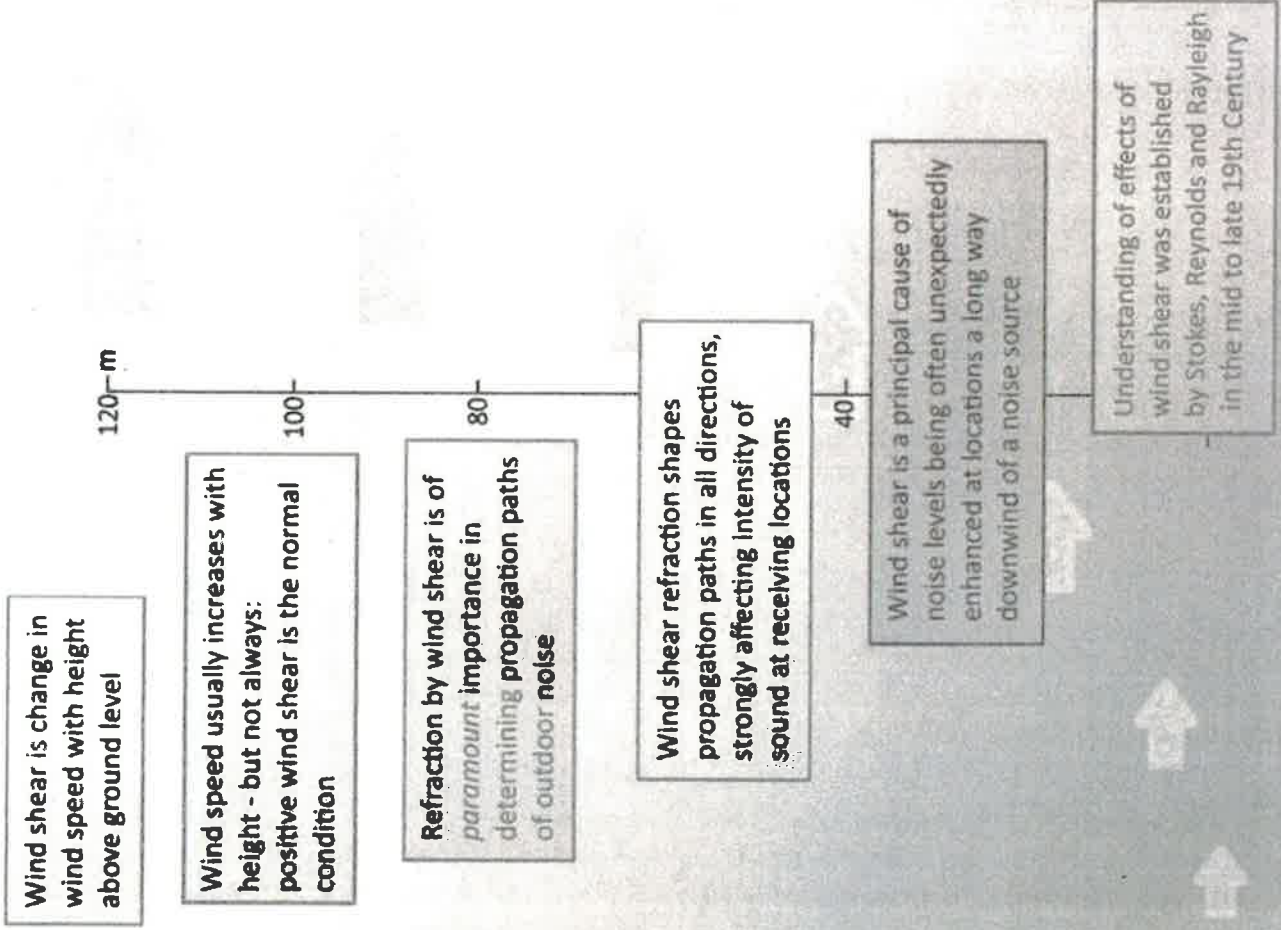 Wind shear is change in
wind speed with height
above ground level
120 m
Wind speed usually increases with
height - but not always:
positive wind shear is the normal
condition
100
Refraction by wind shear is of
paramount importance in
determining propagation paths
of outdoor noise
80
Wind shear refraction shapes
propagation paths in all directions,
strongly affecting intensity of
sound at receiving locations
40
Wind shear is a principal cause of
noise levels being often unexpectedly
enhanced at locations a long way
downwind of a noise source
Understanding of effects of
wind shear was established
by Stokes, Reynolds and Rayleigh
in the mid to late 19th Century